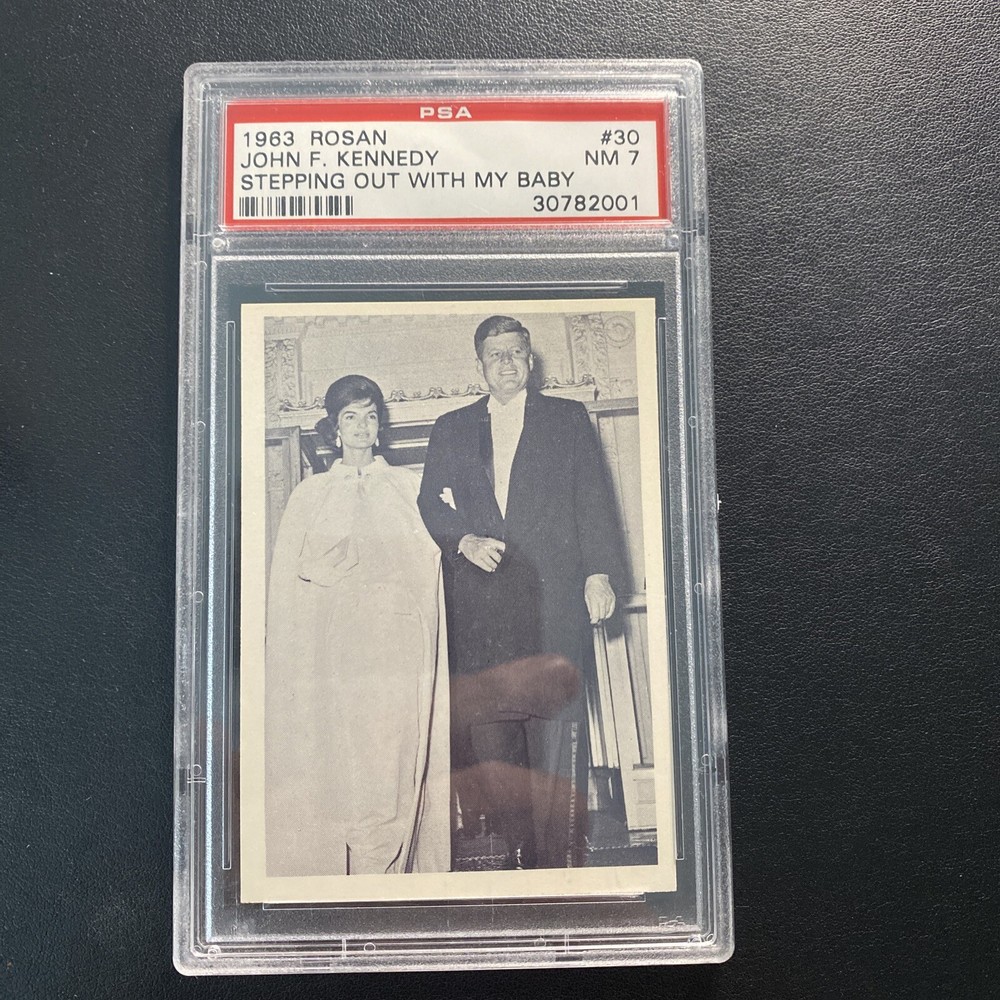 PSA
1963 ROSAN #30
JOHN F. KENNEDY NM 7
STEPPING OUT WITH MY BABY
30782001